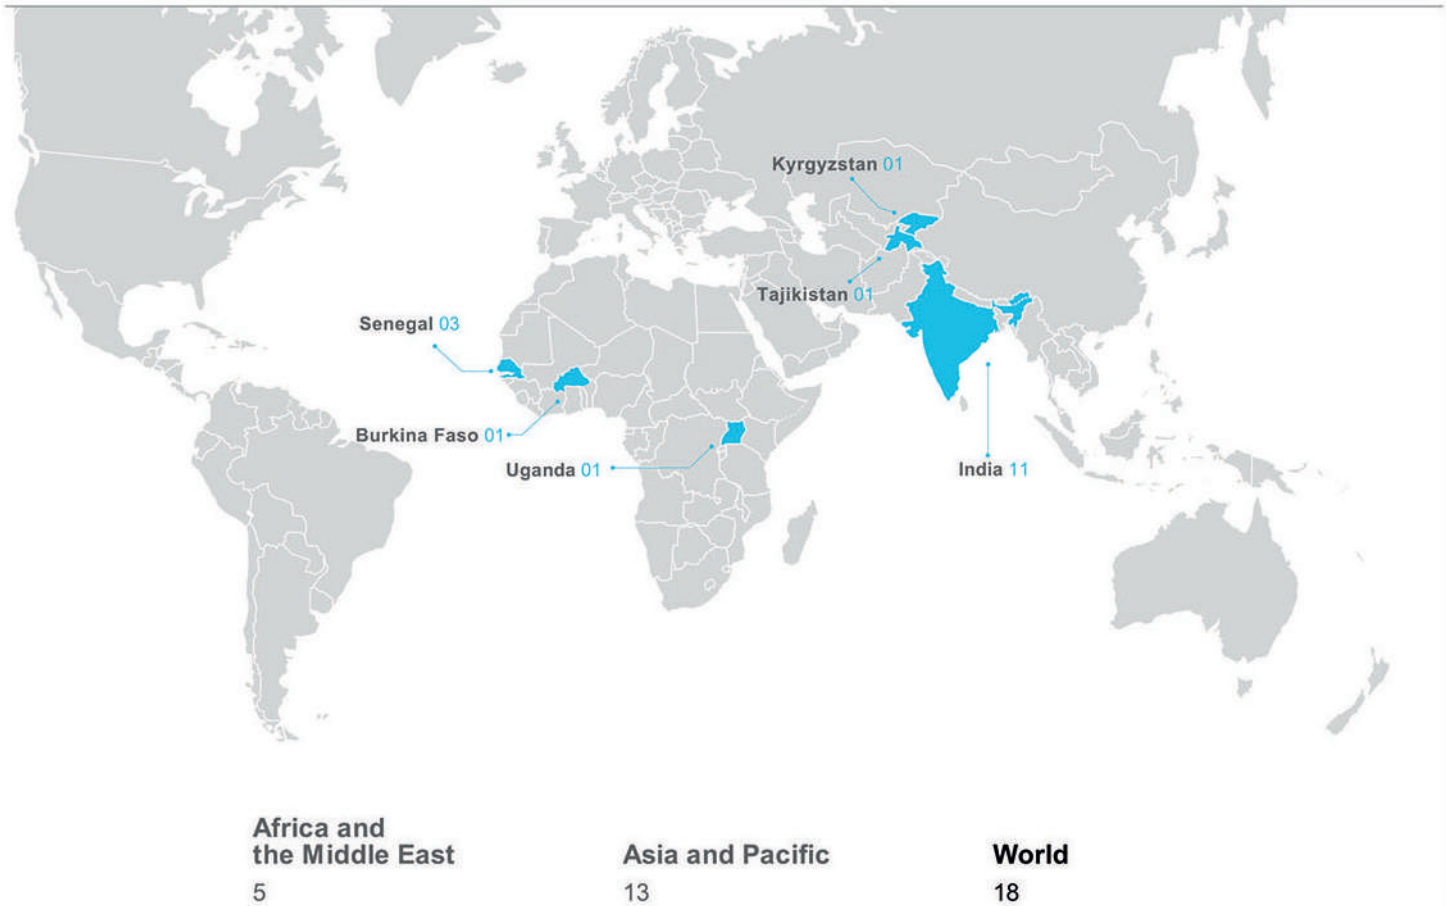 Kyrgyzstan 01
Tajikistan 01
Senegal 03
Burkina Faso 01
Uganda 01
India 11
Africa and
the Middle East
5
Asia and Pacific
13
World
18